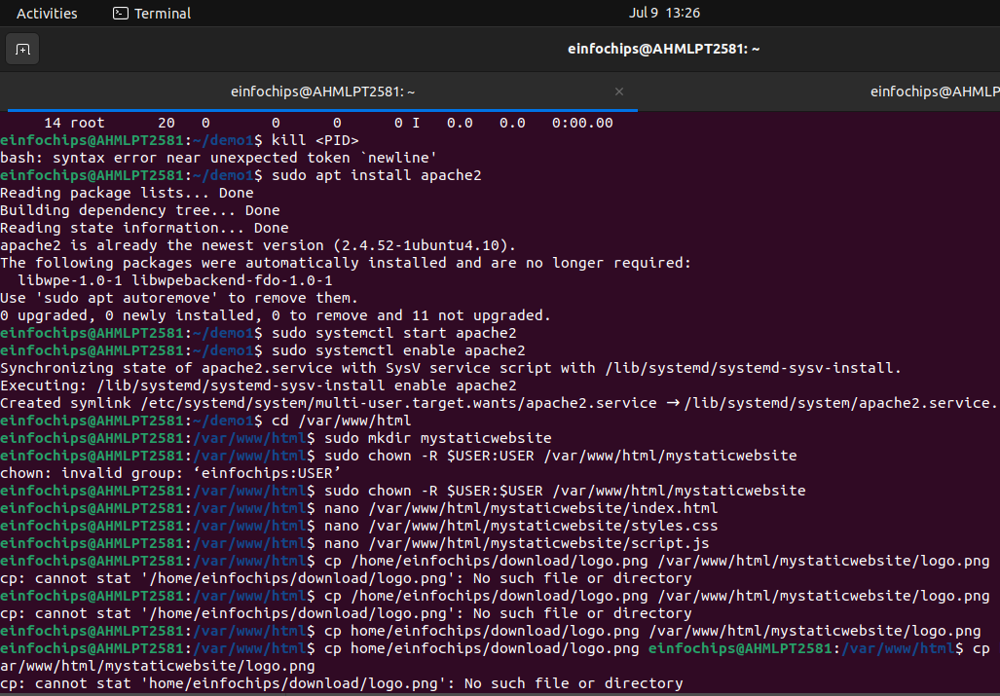 Activities Terminal Jul 9 13:26
einfochips@AHMLPT2581: ~
einfochips@AHMLPT2581: ~ × einfochips@AHMLP
14 root 20 0 0 0 0 I 0.0 0.0 0:00.00
einfochips@AHMLPT2581:~/demo1$ kill <PID>
bash: syntax error near unexpected token `newline'
einfochips@AHMLPT2581:~/demo1$ sudo apt install apache2
Reading package lists... Done
Building dependency tree... Done
Reading state information... Done
apache2 is already the newest version (2.4.52-1ubuntu4.10).
The following packages were automatically installed and are no longer required:
  libwpe-1.0-1 libwpebackend-fdo-1.0-1
Use 'sudo apt autoremove' to remove them.
0 upgraded, 0 newly installed, 0 to remove and 11 not upgraded.
einfochips@AHMLPT2581:~/demo1$ sudo systemctl start apache2
einfochips@AHMLPT2581:~/demo1$ sudo systemctl enable apache2
Synchronizing state of apache2.service with SysV service script with /lib/systemd/systemd-sysv-install.
Executing: /lib/systemd/systemd-sysv-install enable apache2
Created symlink /etc/systemd/system/multi-user.target.wants/apache2.service → /lib/systemd/system/apache2.service.
einfochips@AHMLPT2581:~/demo1$ cd /var/www/html
einfochips@AHMLPT2581:/var/www/html$ sudo mkdir mystaticwebsite
einfochips@AHMLPT2581:/var/www/html$ sudo chown -R $USER:USER /var/www/html/mystaticwebsite
chown: invalid group: ‘einfochips:USER’
einfochips@AHMLPT2581:/var/www/html$ sudo chown -R $USER:$USER /var/www/html/mystaticwebsite
einfochips@AHMLPT2581:/var/www/html$ nano /var/www/html/mystaticwebsite/index.html
einfochips@AHMLPT2581:/var/www/html$ nano /var/www/html/mystaticwebsite/styles.css
einfochips@AHMLPT2581:/var/www/html$ nano /var/www/html/mystaticwebsite/script.js
einfochips@AHMLPT2581:/var/www/html$ cp /home/einfochips/download/logo.png /var/www/html/mystaticwebsite/logo.png
cp: cannot stat '/home/einfochips/download/logo.png': No such file or directory
einfochips@AHMLPT2581:/var/www/html$ cp /home/einfochips/download/logo.png /var/www/html/mystaticwebsite/logo.png
cp: cannot stat '/home/einfochips/download/logo.png': No such file or directory
einfochips@AHMLPT2581:/var/www/html$ cp home/einfochips/download/logo.png /var/www/html/mystaticwebsite/logo.png
einfochips@AHMLPT2581:/var/www/html$ cp home/einfochips/download/logo.png einfochips@AHMLPT2581:/var/www/html$ cp
ar/www/html/mystaticwebsite/logo.png
cp: cannot stat 'home/einfochips/download/logo.png': No such file or directory